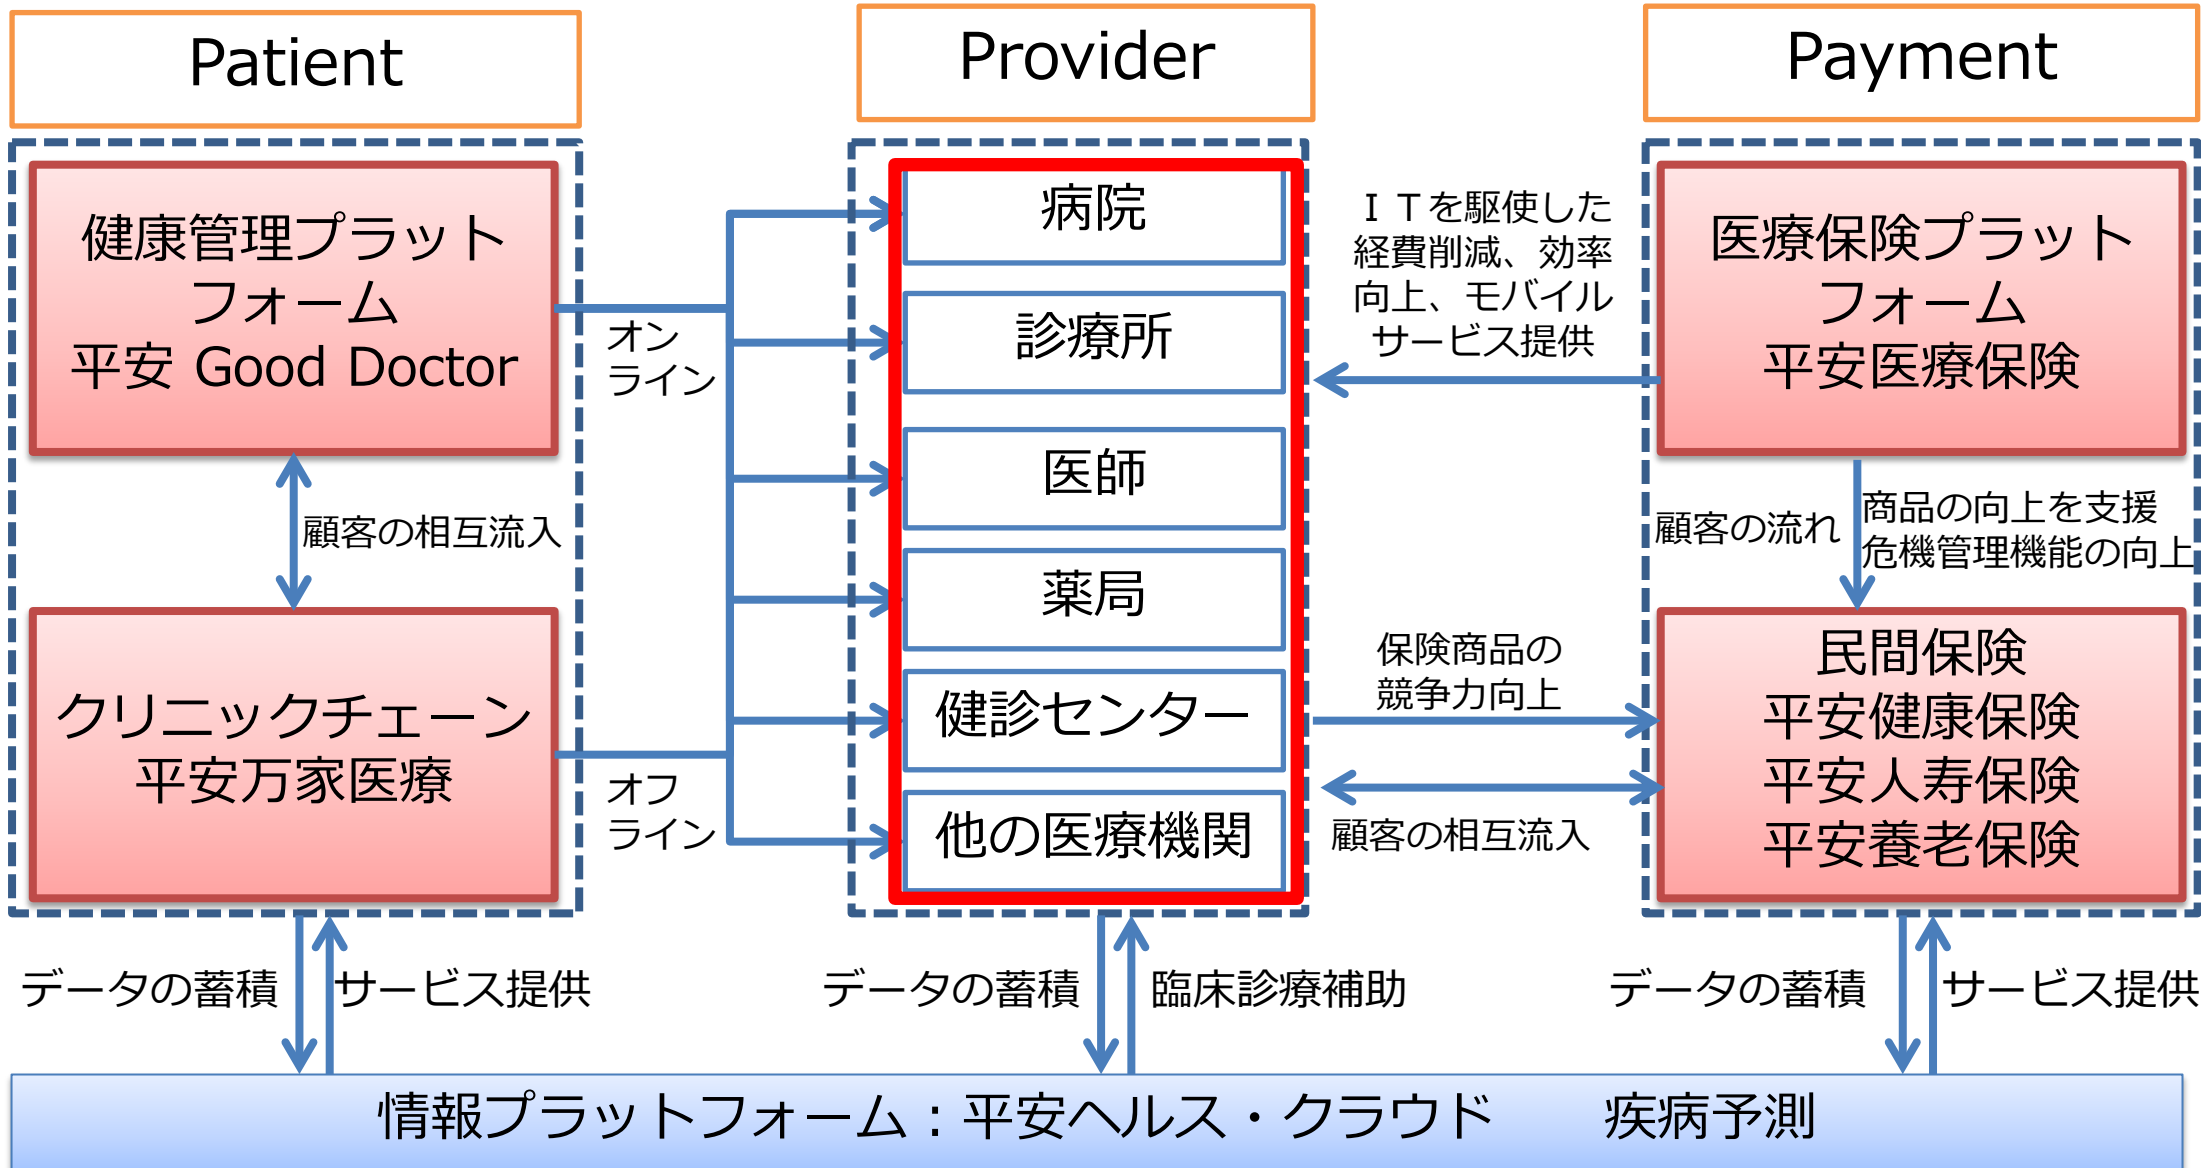 Patient
Provider
Payment
健康管理プラット
フォーム
平安 Good Doctor
顧客の相互流入
クリニックチェーン
平安万家医療
オン
ライン
オフ
ライン
病院
診療所
医師
薬局
健診センター
他の医療機関
ＩＴを駆使した
経費削減、効率
向上、モバイル
サービス提供
保険商品の
競争力向上
顧客の相互流入
医療保険プラット
フォーム
平安医療保険
顧客の流れ
商品の向上を支援
危機管理機能の向上
民間保険
平安健康保険
平安人寿保険
平安養老保険
データの蓄積
サービス提供
データの蓄積
臨床診療補助
データの蓄積
サービス提供
情報プラットフォーム：平安ヘルス・クラウド　　疾病予測